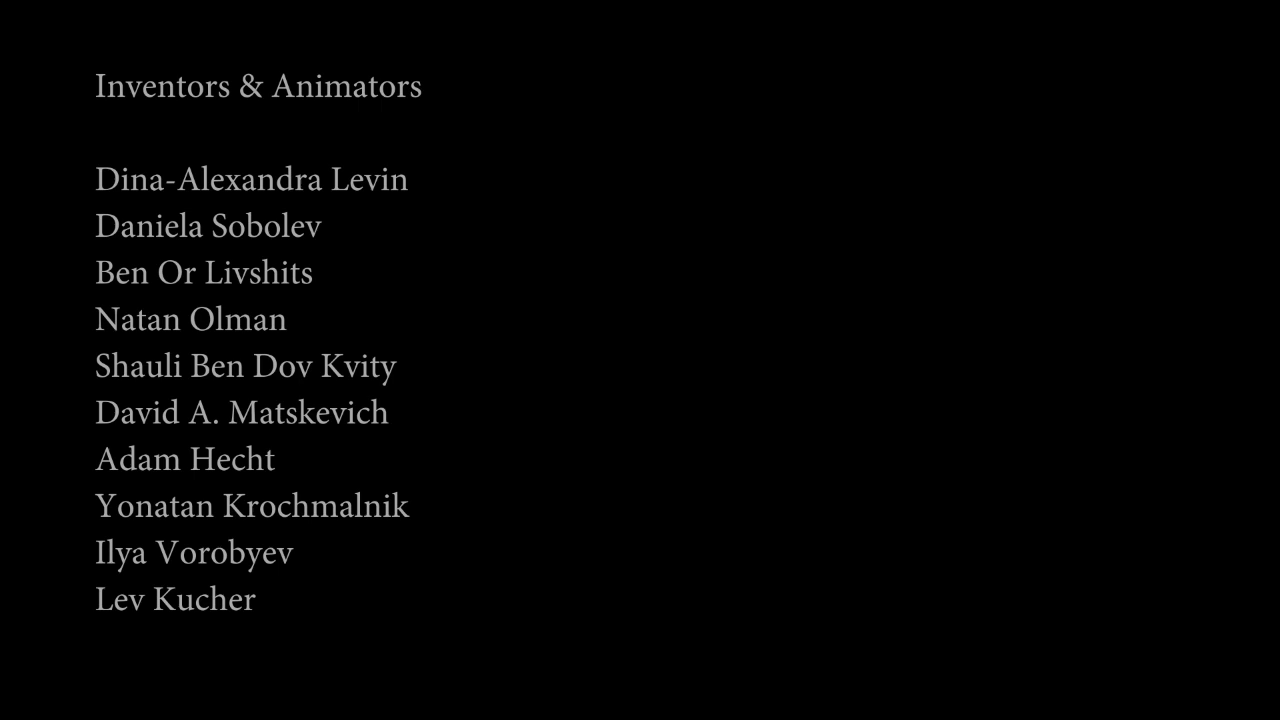 Inventors & Animators
Dina-Alexandra Levin
Daniela Sobolev
Ben Or Livshits
Natan Olman
Shauli Ben Dov Kvity
David A. Matskevich
Adam Hecht
Yonatan Krochmalnik
Ilya Vorobyev
Lev Kucher